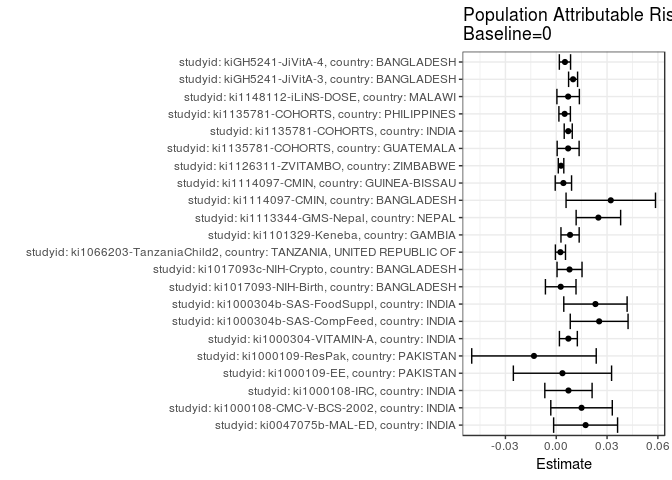 Population Attributable Ris
Baseline=0
studyid: kiGH5241-JiVitA-4, country: BANGLADESH
studyid: kiGH5241-JiVitA-3, country: BANGLADESH
studyid: ki1148112-iLiNS-DOSE, country: MALAWI
studyid: ki1135781-COHORTS, country: PHILIPPINES
studyid: ki1135781-COHORTS, country: INDIA
studyid: ki1135781-COHORTS, country: GUATEMALA
studyid: ki1126311-ZVITAMBO, country: ZIMBABWE
studyid: ki1114097-CMIN, country: GUINEA-BISSAU
studyid: ki1114097-CMIN, country: BANGLADESH
studyid: ki1113344-GMS-Nepal, country: NEPAL
studyid: ki1101329-Keneba, country: GAMBIA
studyid: ki1066203-TanzaniaChild2, country: TANZANIA, UNITED REPUBLIC OF
studyid: ki1017093c-NIH-Crypto, country: BANGLADESH
studyid: ki1017093-NIH-Birth, country: BANGLADESH
studyid: ki1000304b-SAS-FoodSuppl, country: INDIA
studyid: ki1000304b-SAS-CompFeed, country: INDIA
studyid: ki1000304-VITAMIN-A, country: INDIA
studyid: ki1000109-ResPak, country: PAKISTAN
studyid: ki1000109-EE, country: PAKISTAN
studyid: ki1000108-IRC, country: INDIA
studyid: ki1000108-CMC-V-BCS-2002, country: INDIA
studyid: ki0047075b-MAL-ED, country: INDIA
-0.03 0.00 0.03 0.06
Estimate